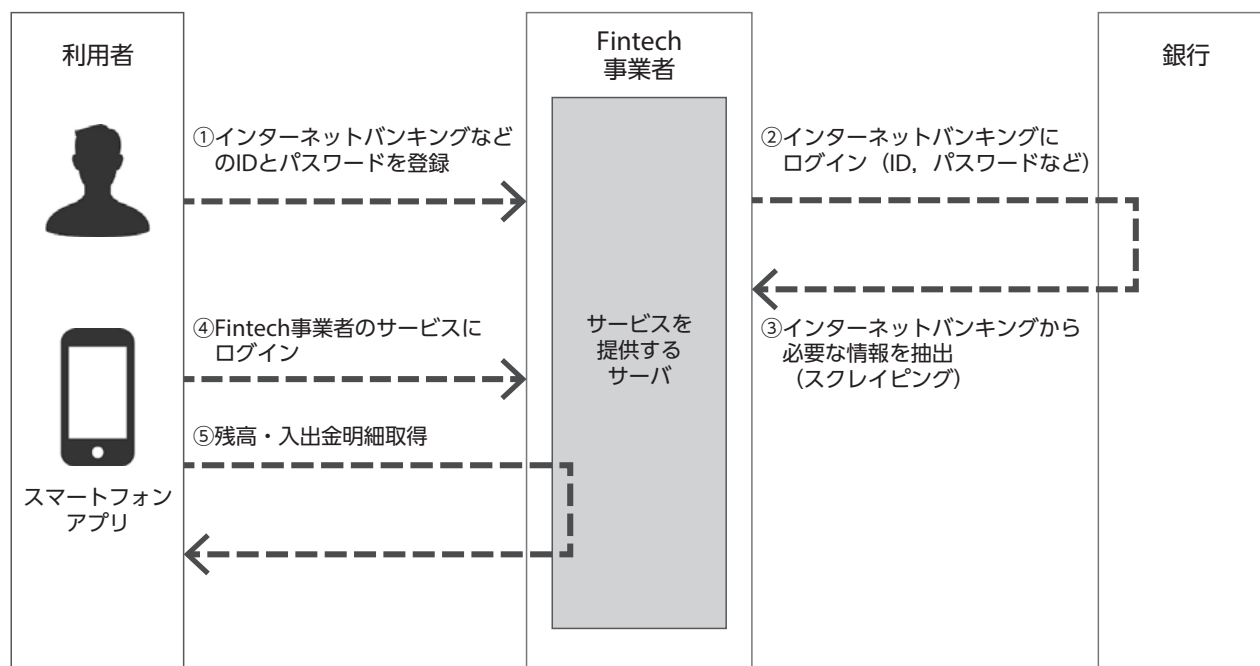 利用者
Fintech
事業者
銀行
①インターネットバンキングなど
のIDとパスワードを登録
②インターネットバンキングに
ログイン（ID，パスワードなど）
④Fintech事業者のサービスに
ログイン
サービスを
提供する
サーバ
③インターネットバンキングから
必要な情報を抽出
（スクレイピング）
⑤残高・入出金明細取得
スマートフォン
アプリ